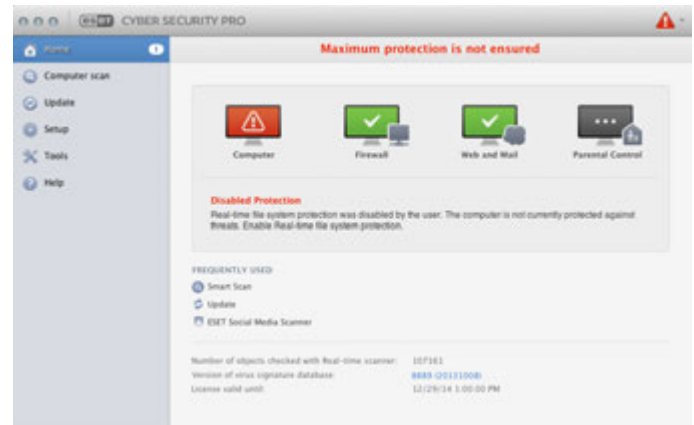 eset CYBER SECURITY PRO
Home
Maximum protection is not ensured
Computer scan
Update
Setup
Tools
Help
Computer
Firewall
Web and Mail
Parental Control
Disabled Protection
Real-time file system protection was disabled by the user. The computer is not currently protected against
threats. Enable Real-time file system protection.
FREQUENTLY USED
Smart Scan
Update
ESET Social Media Scanner
Number of objects checked with Real-time scanner: 107161
Version of virus signature database: 8885 (20131008)
License valid until: 12/29/14 1:00:00 PM